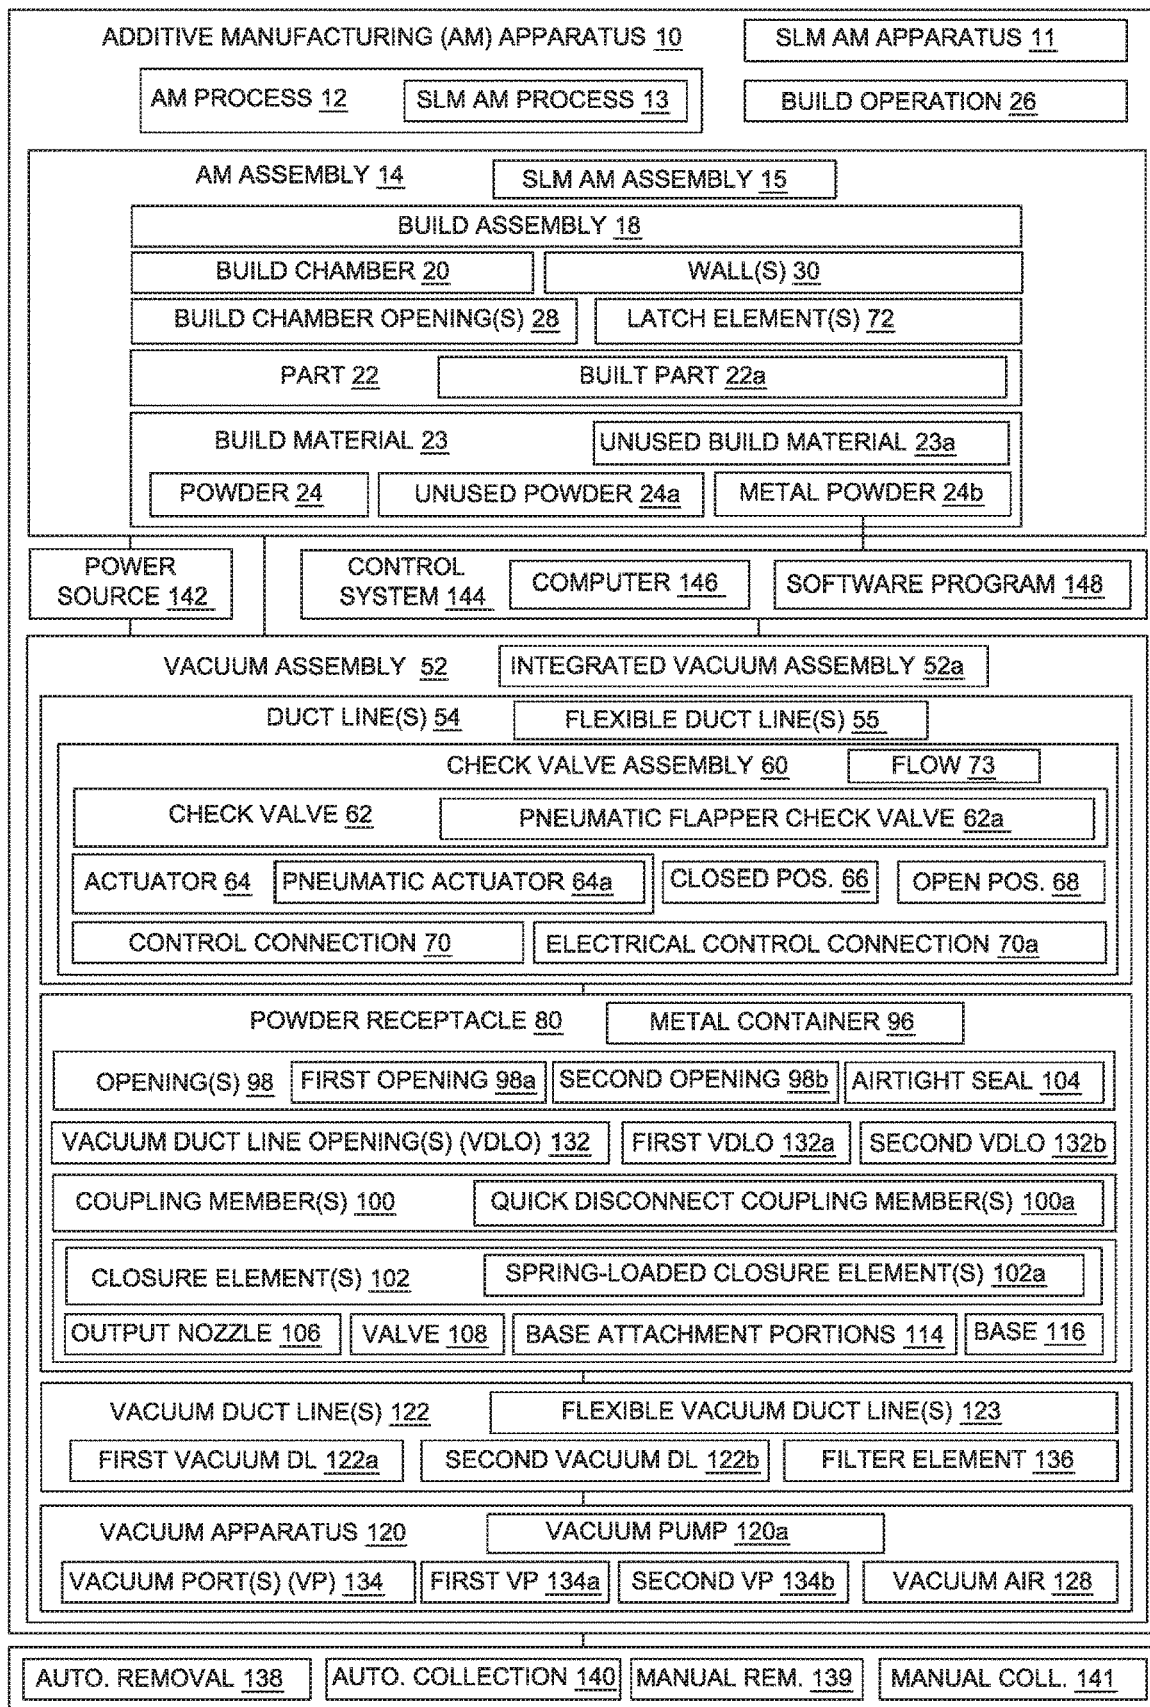 ADDITIVE MANUFACTURING (AM) APPARATUS 10
SLM AM APPARATUS 11
AM PROCESS 12
SLM AM PROCESS 13
BUILD OPERATION 26
AM ASSEMBLY 14
SLM AM ASSEMBLY 15
BUILD ASSEMBLY 18
BUILD CHAMBER 20
WALL(S) 30
BUILD CHAMBER OPENING(S) 28
LATCH ELEMENT(S) 72
PART 22
BUILT PART 22a
BUILD MATERIAL 23
UNUSED BUILD MATERIAL 23a
POWDER 24
UNUSED POWDER 24a
METAL POWDER 24b
POWER
SOURCE 142
CONTROL
SYSTEM 144
COMPUTER 146
SOFTWARE PROGRAM 148
VACUUM ASSEMBLY 52
INTEGRATED VACUUM ASSEMBLY 52a
DUCT LINE(S) 54
FLEXIBLE DUCT LINE(S) 55
CHECK VALVE ASSEMBLY 60
FLOW 73
CHECK VALVE 62
PNEUMATIC FLAPPER CHECK VALVE 62a
ACTUATOR 64
PNEUMATIC ACTUATOR 64a
CLOSED POS. 66
OPEN POS. 68
CONTROL CONNECTION 70
ELECTRICAL CONTROL CONNECTION 70a
POWDER RECEPTACLE 80
METAL CONTAINER 96
OPENING(S) 98
FIRST OPENING 98a
SECOND OPENING 98b
AIRTIGHT SEAL 104
VACUUM DUCT LINE OPENING(S) (VDLO) 132
FIRST VDLO 132a
SECOND VDLO 132b
COUPLING MEMBER(S) 100
QUICK DISCONNECT COUPLING MEMBER(S) 100a
CLOSURE ELEMENT(S) 102
SPRING-LOADED CLOSURE ELEMENT(S) 102a
OUTPUT NOZZLE 106
VALVE 108
BASE ATTACHMENT PORTIONS 114
BASE 116
VACUUM DUCT LINE(S) 122
FLEXIBLE VACUUM DUCT LINE(S) 123
FIRST VACUUM DL 122a
SECOND VACUUM DL 122b
FILTER ELEMENT 136
VACUUM APPARATUS 120
VACUUM PUMP 120a
VACUUM PORT(S) (VP) 134
FIRST VP 134a
SECOND VP 134b
VACUUM AIR 128
AUTO. REMOVAL 138
AUTO. COLLECTION 140
MANUAL REM. 139
MANUAL COLL. 141